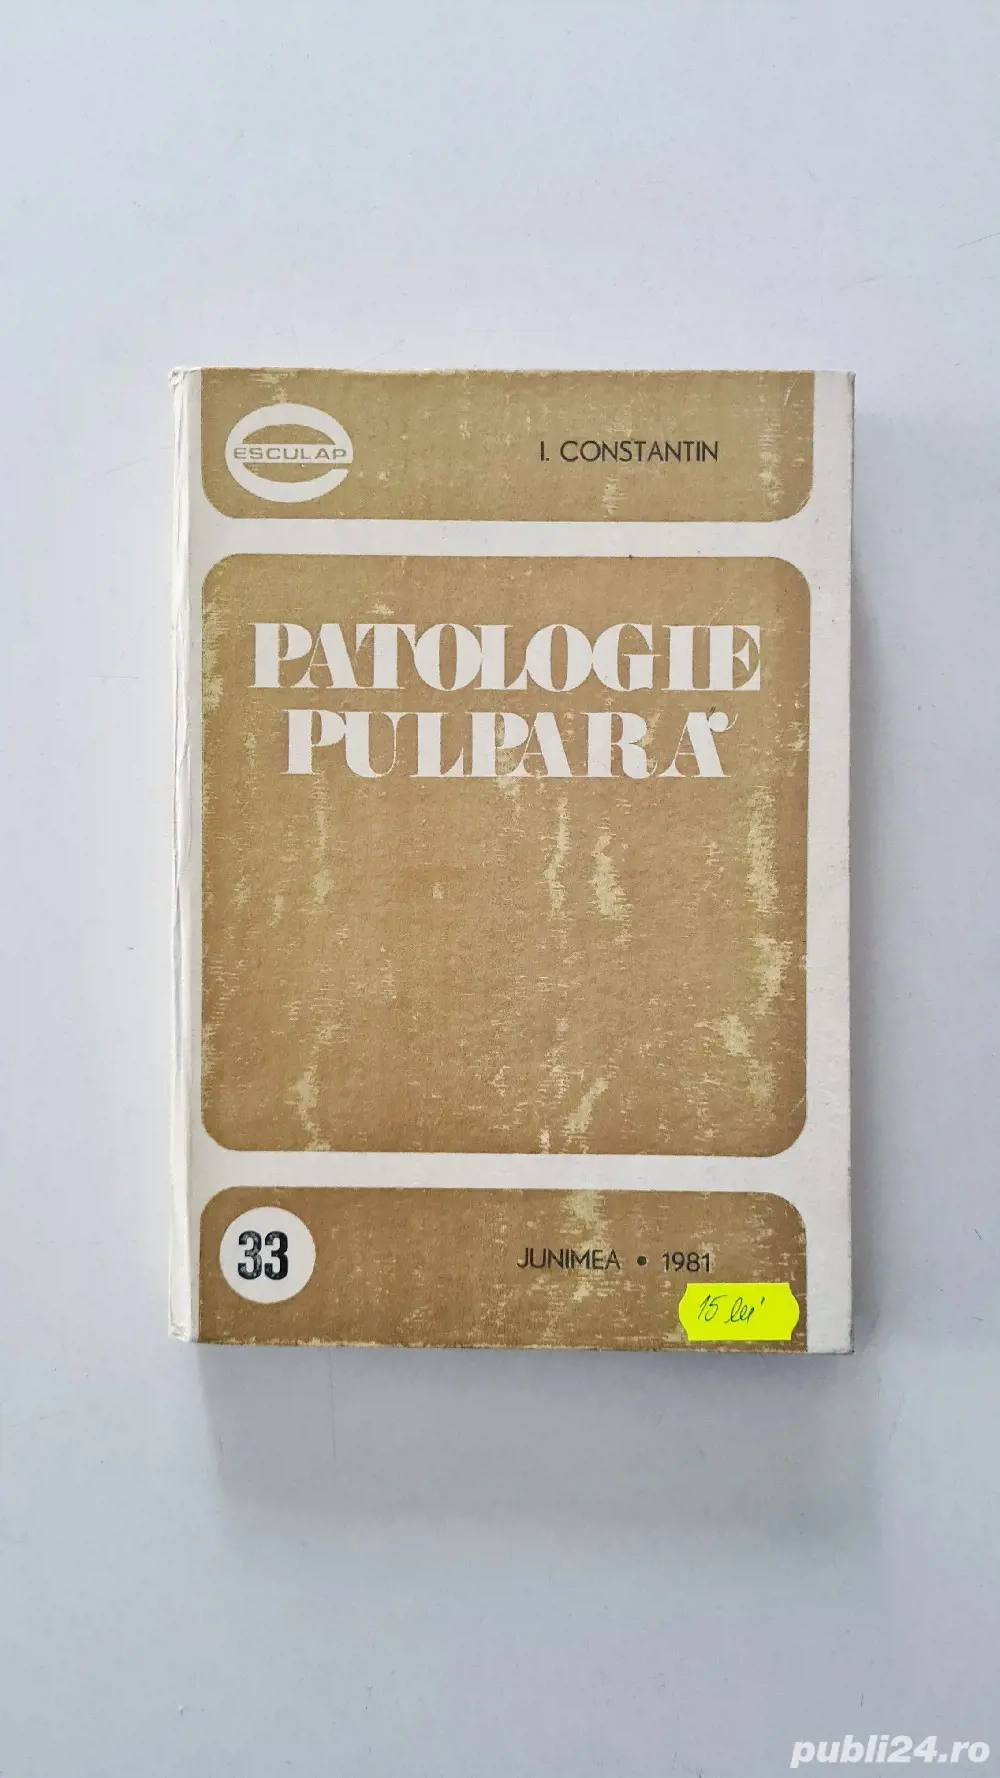 ESCULAP
I. CONSTANTIN
PATOLOGIE
PULPARĂ
33
JUNIMEA • 1981
15 lei
publi24.ro